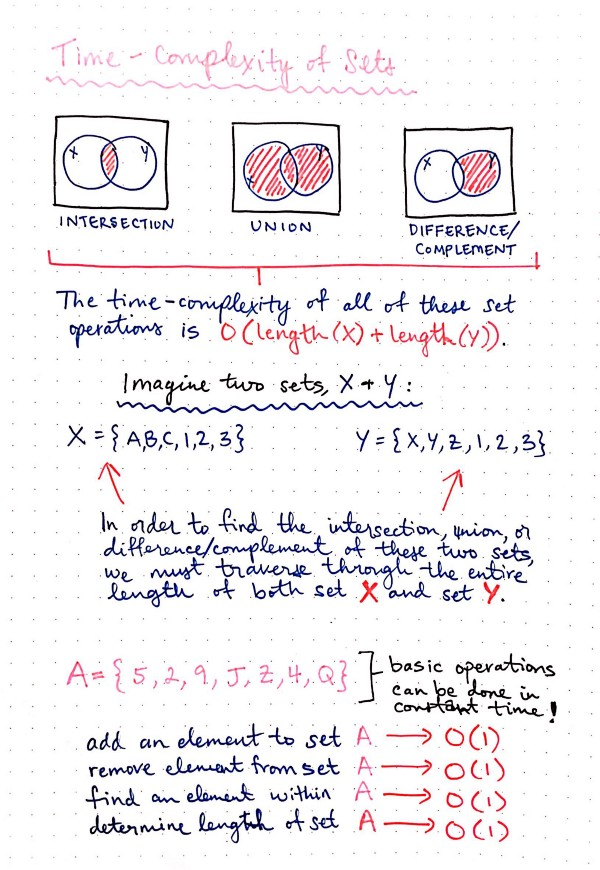 Time-Complexity of Sets
X Y
X Y
X Y
INTERSECTION
UNION
DIFFERENCE/
COMPLEMENT
The time-complexity of all of these set
operations is O(length(X)+length(Y)).
Imagine two sets, X + Y:
X = {A,B,C,1,2,3}
Y = {X,Y,Z,1,2,3}
In order to find the intersection, union, or
difference/complement of these two sets,
we must traverse through the entire
length of both set X and set Y.
A = {5, 2, 9, J, Z, 4, Q}
basic operations
can be done in
constant time!
add an element to set A → O(1)
remove element from set A → O(1)
find an element within A → O(1)
determine length of set A → O(1)